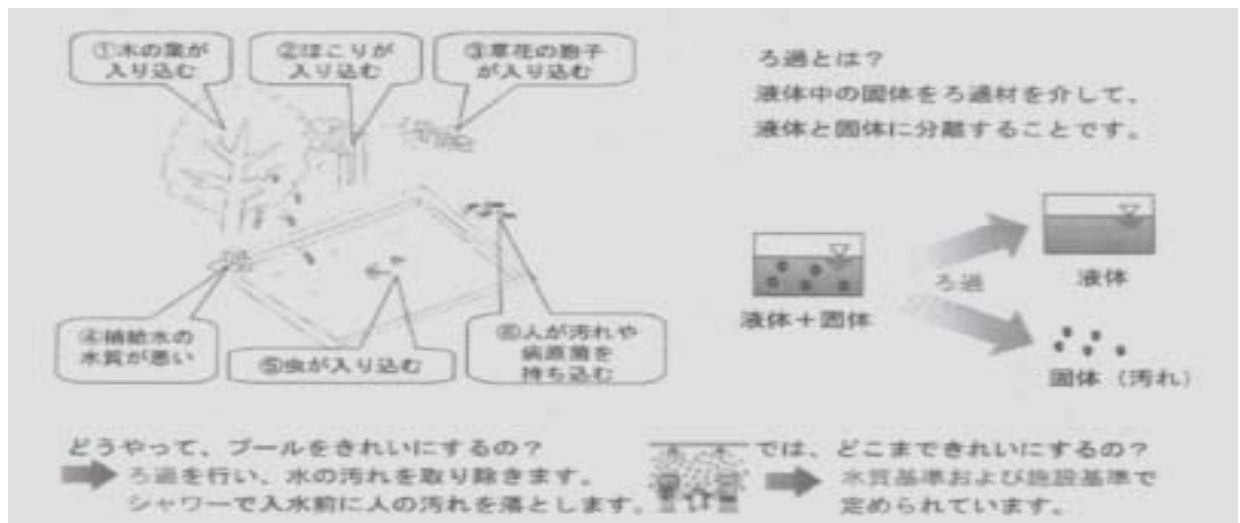 ①木の葉が
入り込む
②ほこりが
入り込む
③草花の胞子
が入り込む
④補給水の
水質が悪い
⑤虫が入り込む
⑥人が汚れや
病原菌を
持ち込む
ろ過とは？
液体中の固体をろ過材を介して、
液体と固体に分離することです。
液体＋固体
ろ過
液体
固体（汚れ）
どうやって、プールをきれいにするの？
ろ過を行い、水の汚れを取り除きます。
シャワーで入水前に人の汚れを落とします。
では、どこまできれいにするの？
水質基準および施設基準で
定められています。